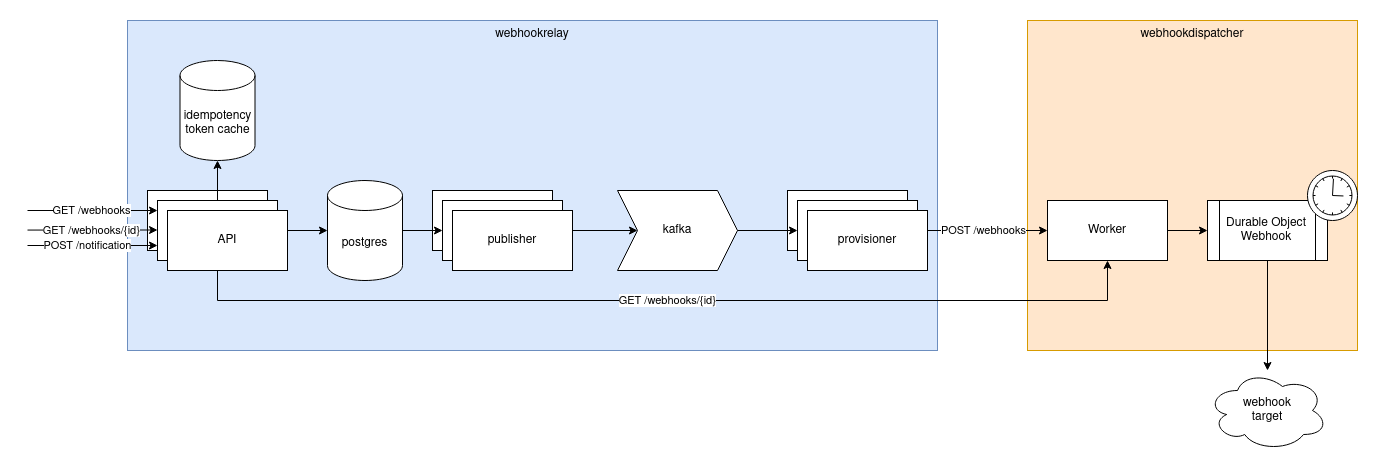 webhookrelay
webhookdispatcher
idempotency
token cache
GET /webhooks
GET /webhooks/{id}
POST /notification
API
postgres
publisher
kafka
provisioner
POST /webhooks
Worker
Durable Object
Webhook
GET /webhooks/{id}
webhook
target